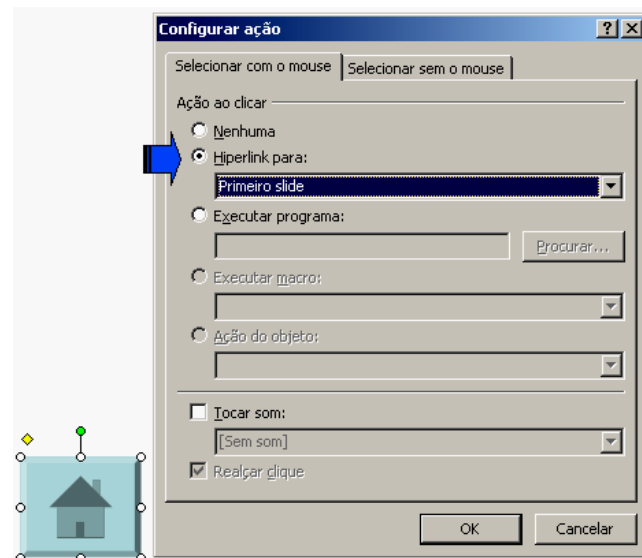 Configurar ação
Selecionar com o mouse
Selecionar sem o mouse
Ação ao clicar
Nenhuma
Hiperlink para:
Primeiro slide
Executar programa:
Procurar...
Executar macro:
Ação do objeto:
Tocar som:
[Sem som]
Realçar clique
OK
Cancelar